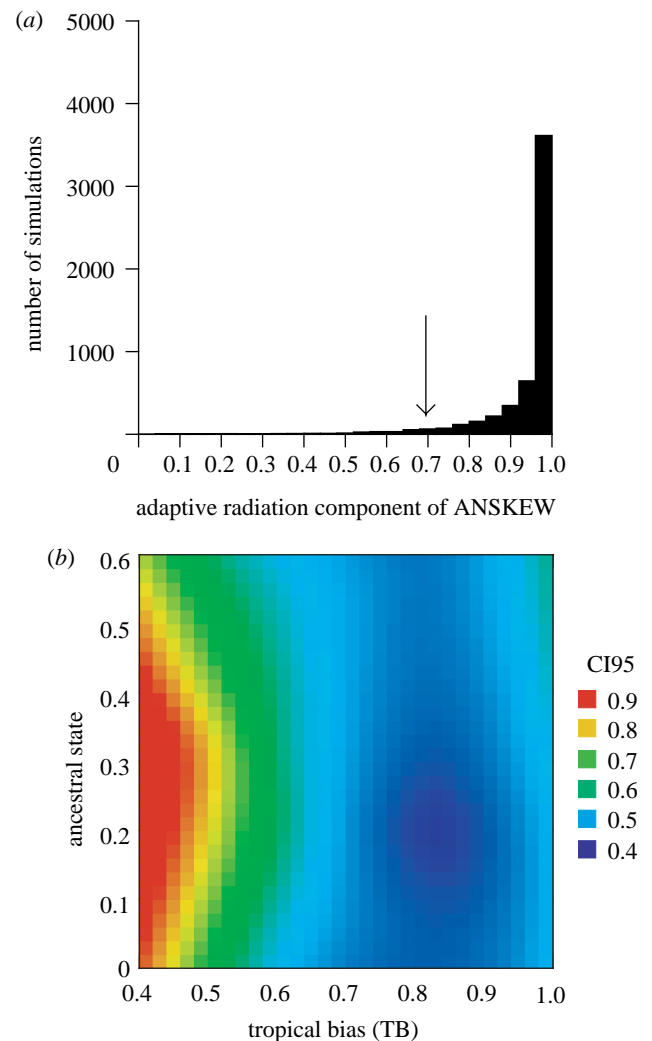 (a)
5000
4000
3000
2000
1000
number of simulations
0 0.1 0.2 0.3 0.4 0.5 0.6 0.7 0.8 0.9 1.0
adaptive radiation component of ANSKEW
(b)
0.6
0.5
0.4
0.3
0.2
0.1
0
ancestral state
0.4 0.5 0.6 0.7 0.8 0.9 1.0
tropical bias (TB)
CI95
0.9
0.8
0.7
0.6
0.5
0.4